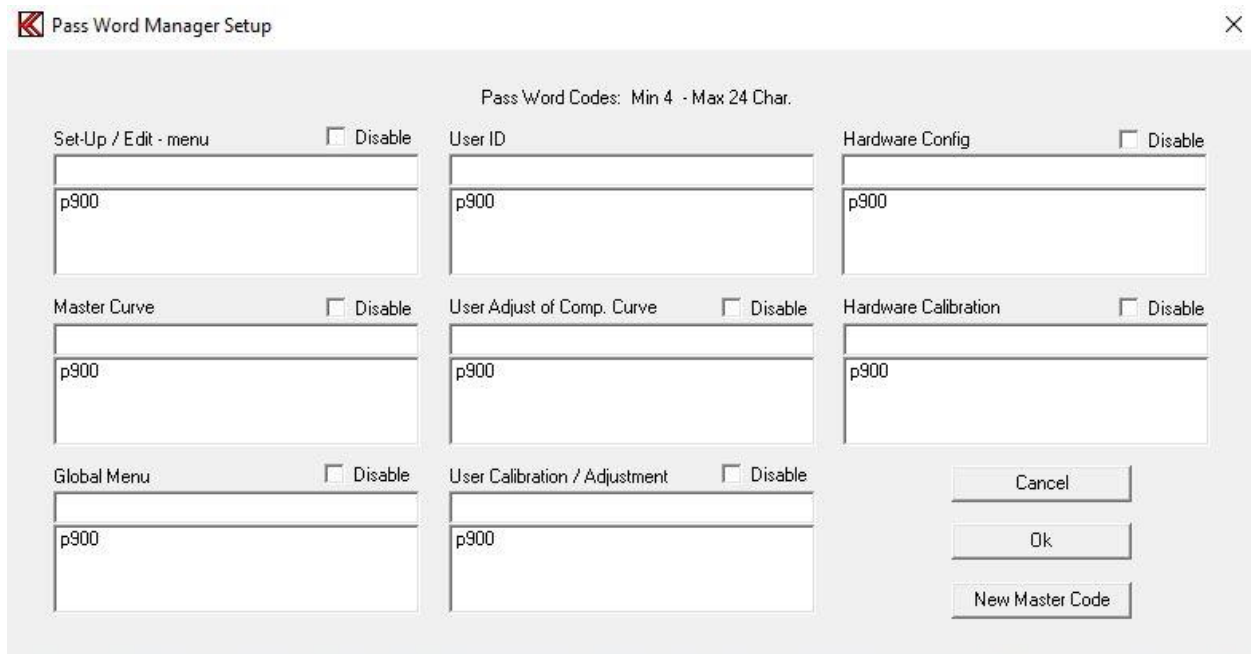 Pass Word Manager Setup
Pass Word Codes: Min 4 - Max 24 Char.
Set-Up / Edit - menu
Disable
p900
User ID
p900
Hardware Config
Disable
p900
Master Curve
Disable
p900
User Adjust of Comp. Curve
Disable
p900
Hardware Calibration
Disable
p900
Global Menu
Disable
p900
User Calibration / Adjustment
Disable
p900
Cancel
Ok
New Master Code